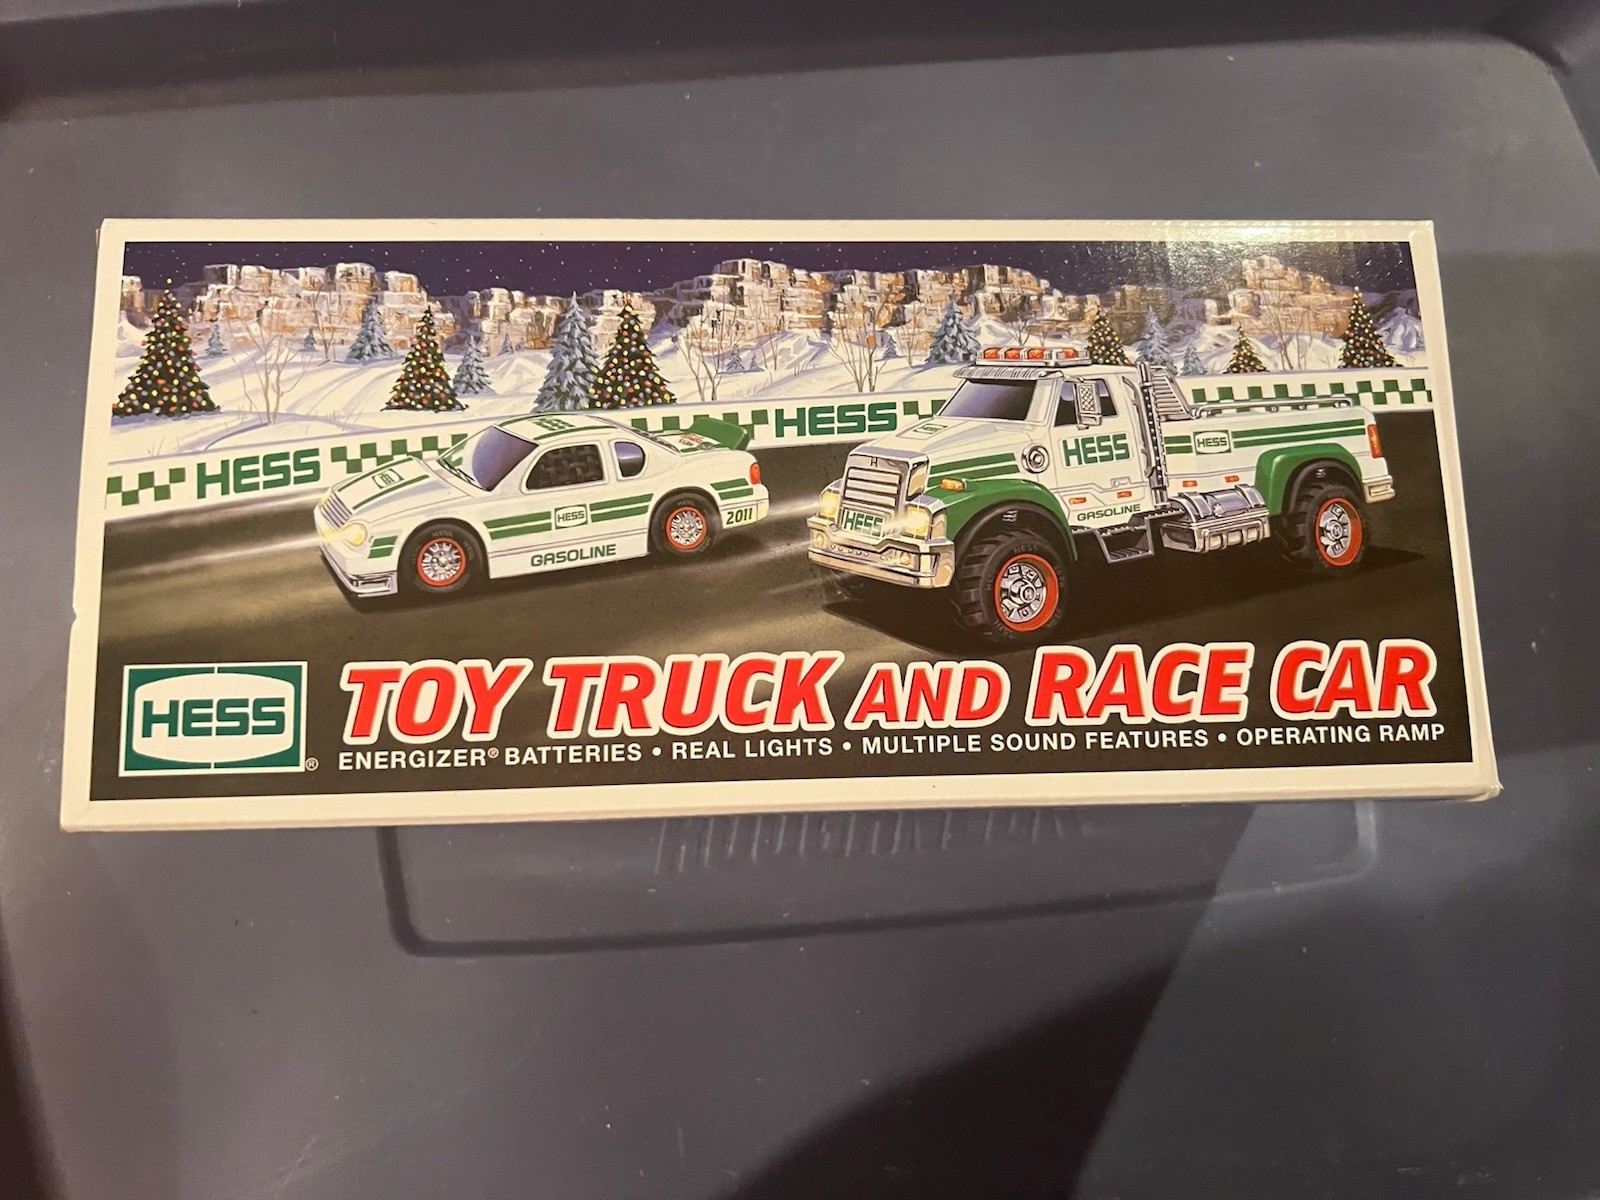 HESS
HESS
HESS
GASOLINE
2011
HESS
HESS
HESS
GASOLINE
HESS
®
TOY TRUCK AND RACE CAR
ENERGIZER® BATTERIES • REAL LIGHTS • MULTIPLE SOUND FEATURES • OPERATING RAMP